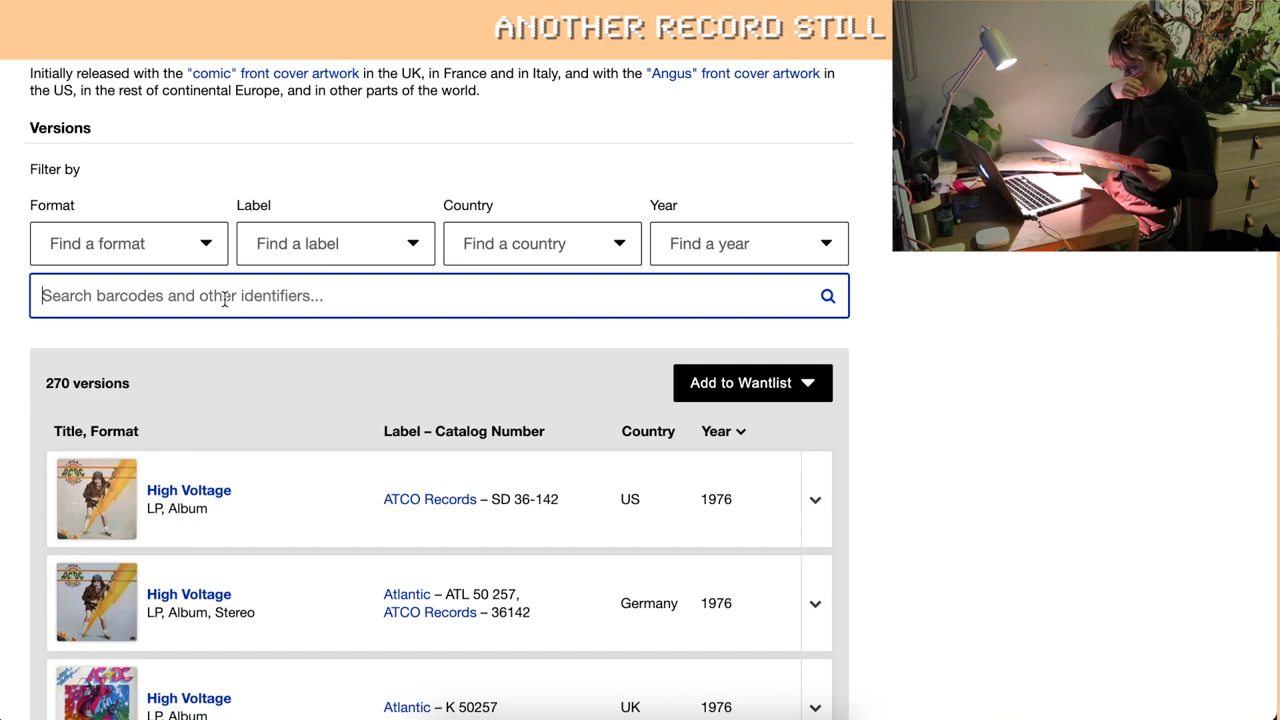 ANOTHER RECORD STILL
Initially released with the "comic" front cover artwork in the UK, in France and in Italy, and with the "Angus" front cover artwork in
the US, in the rest of continental Europe, and in other parts of the world.
Versions
Filter by
Format Label Country Year
Find a format Find a label Find a country Find a year
Search barcodes and other identifiers...
270 versions Add to Wantlist
Title, Format Label – Catalog Number Country Year
High Voltage
LP, Album
ATCO Records – SD 36-142 US 1976
High Voltage
LP, Album, Stereo
Atlantic – ATL 50 257,
ATCO Records – 36142
Germany 1976
AC/DC
High Voltage
LP, Album
Atlantic – K 50257 UK 1976